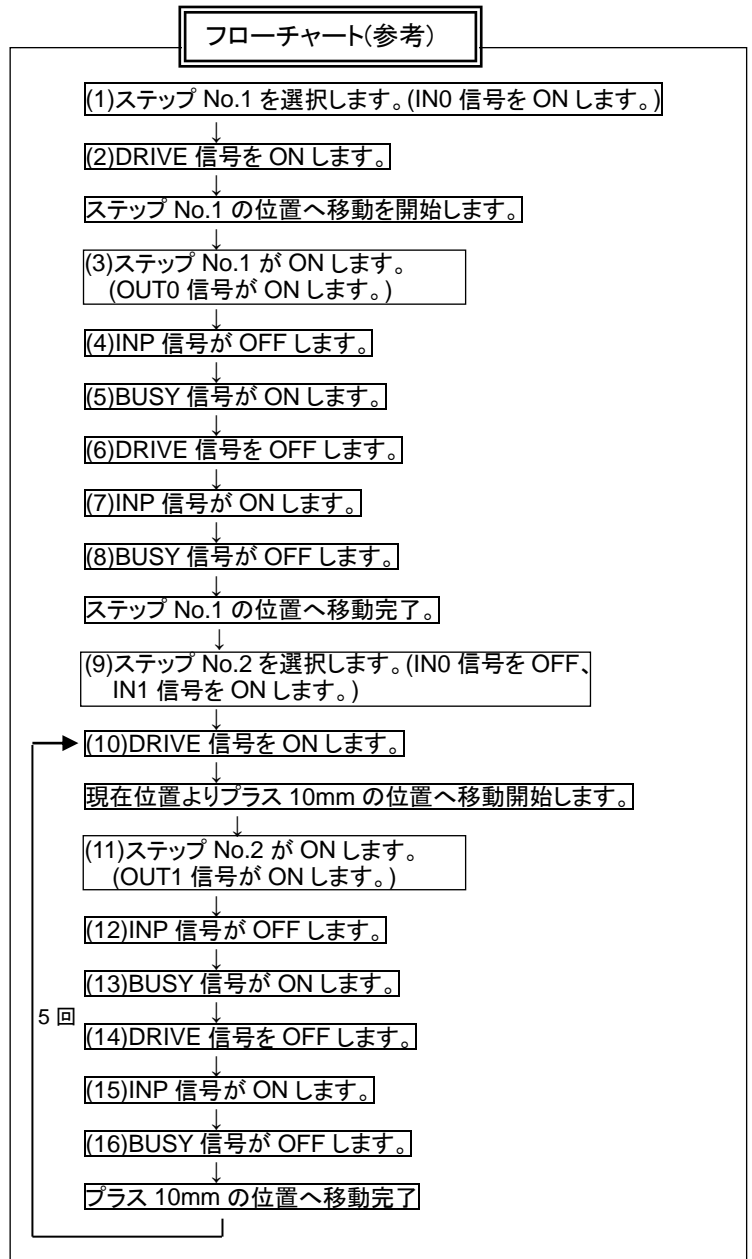 フローチャート(参考)
(1)ステップ No.1 を選択します。(IN0 信号を ON します。)
↓
(2)DRIVE 信号を ON します。
↓
ステップ No.1 の位置へ移動を開始します。
↓
(3)ステップ No.1 が ON します。
(OUT0 信号が ON します。)
↓
(4)INP 信号が OFF します。
↓
(5)BUSY 信号が ON します。
↓
(6)DRIVE 信号を OFF します。
↓
(7)INP 信号が ON します。
↓
(8)BUSY 信号が OFF します。
↓
ステップ No.1 の位置へ移動完了。
↓
(9)ステップ No.2 を選択します。(IN0 信号を OFF、
IN1 信号を ON します。)
↓
(10)DRIVE 信号を ON します。
↓
現在位置よりプラス 10mm の位置へ移動開始します。
↓
(11)ステップ No.2 が ON します。
(OUT1 信号が ON します。)
↓
(12)INP 信号が OFF します。
↓
(13)BUSY 信号が ON します。
↓
5 回
(14)DRIVE 信号を OFF します。
↓
(15)INP 信号が ON します。
↓
(16)BUSY 信号が OFF します。
↓
プラス 10mm の位置へ移動完了